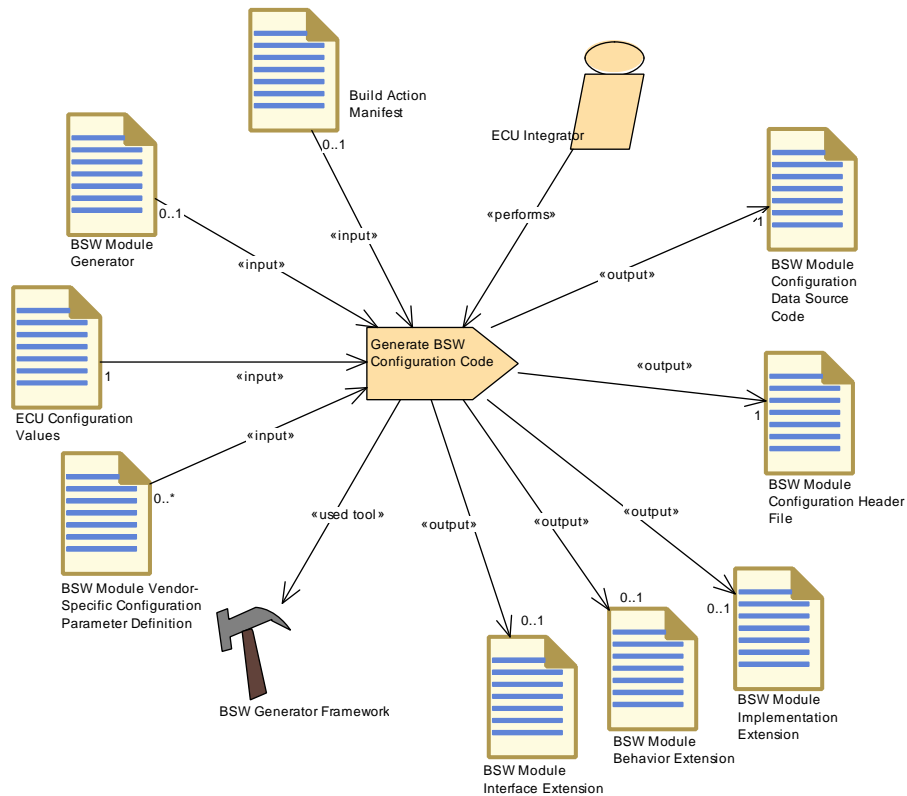 Build Action
Manifest
0..1
ECU Integrator
BSW Module
Generator
0..1
«input»
«input»
«performs»
«output»
1
BSW Module
Configuration
Data Source
Code
Generate BSW
Configuration Code
ECU Configuration
Values
1
«input»
«output»
1
BSW Module
Configuration Header
File
«input»
0..*
BSW Module Vendor-
Specific Configuration
Parameter Definition
«used tool»
«output»
«output»
«output»
BSW Generator Framework
0..1
BSW Module
Interface Extension
0..1
BSW Module
Behavior Extension
0..1
BSW Module
Implementation
Extension